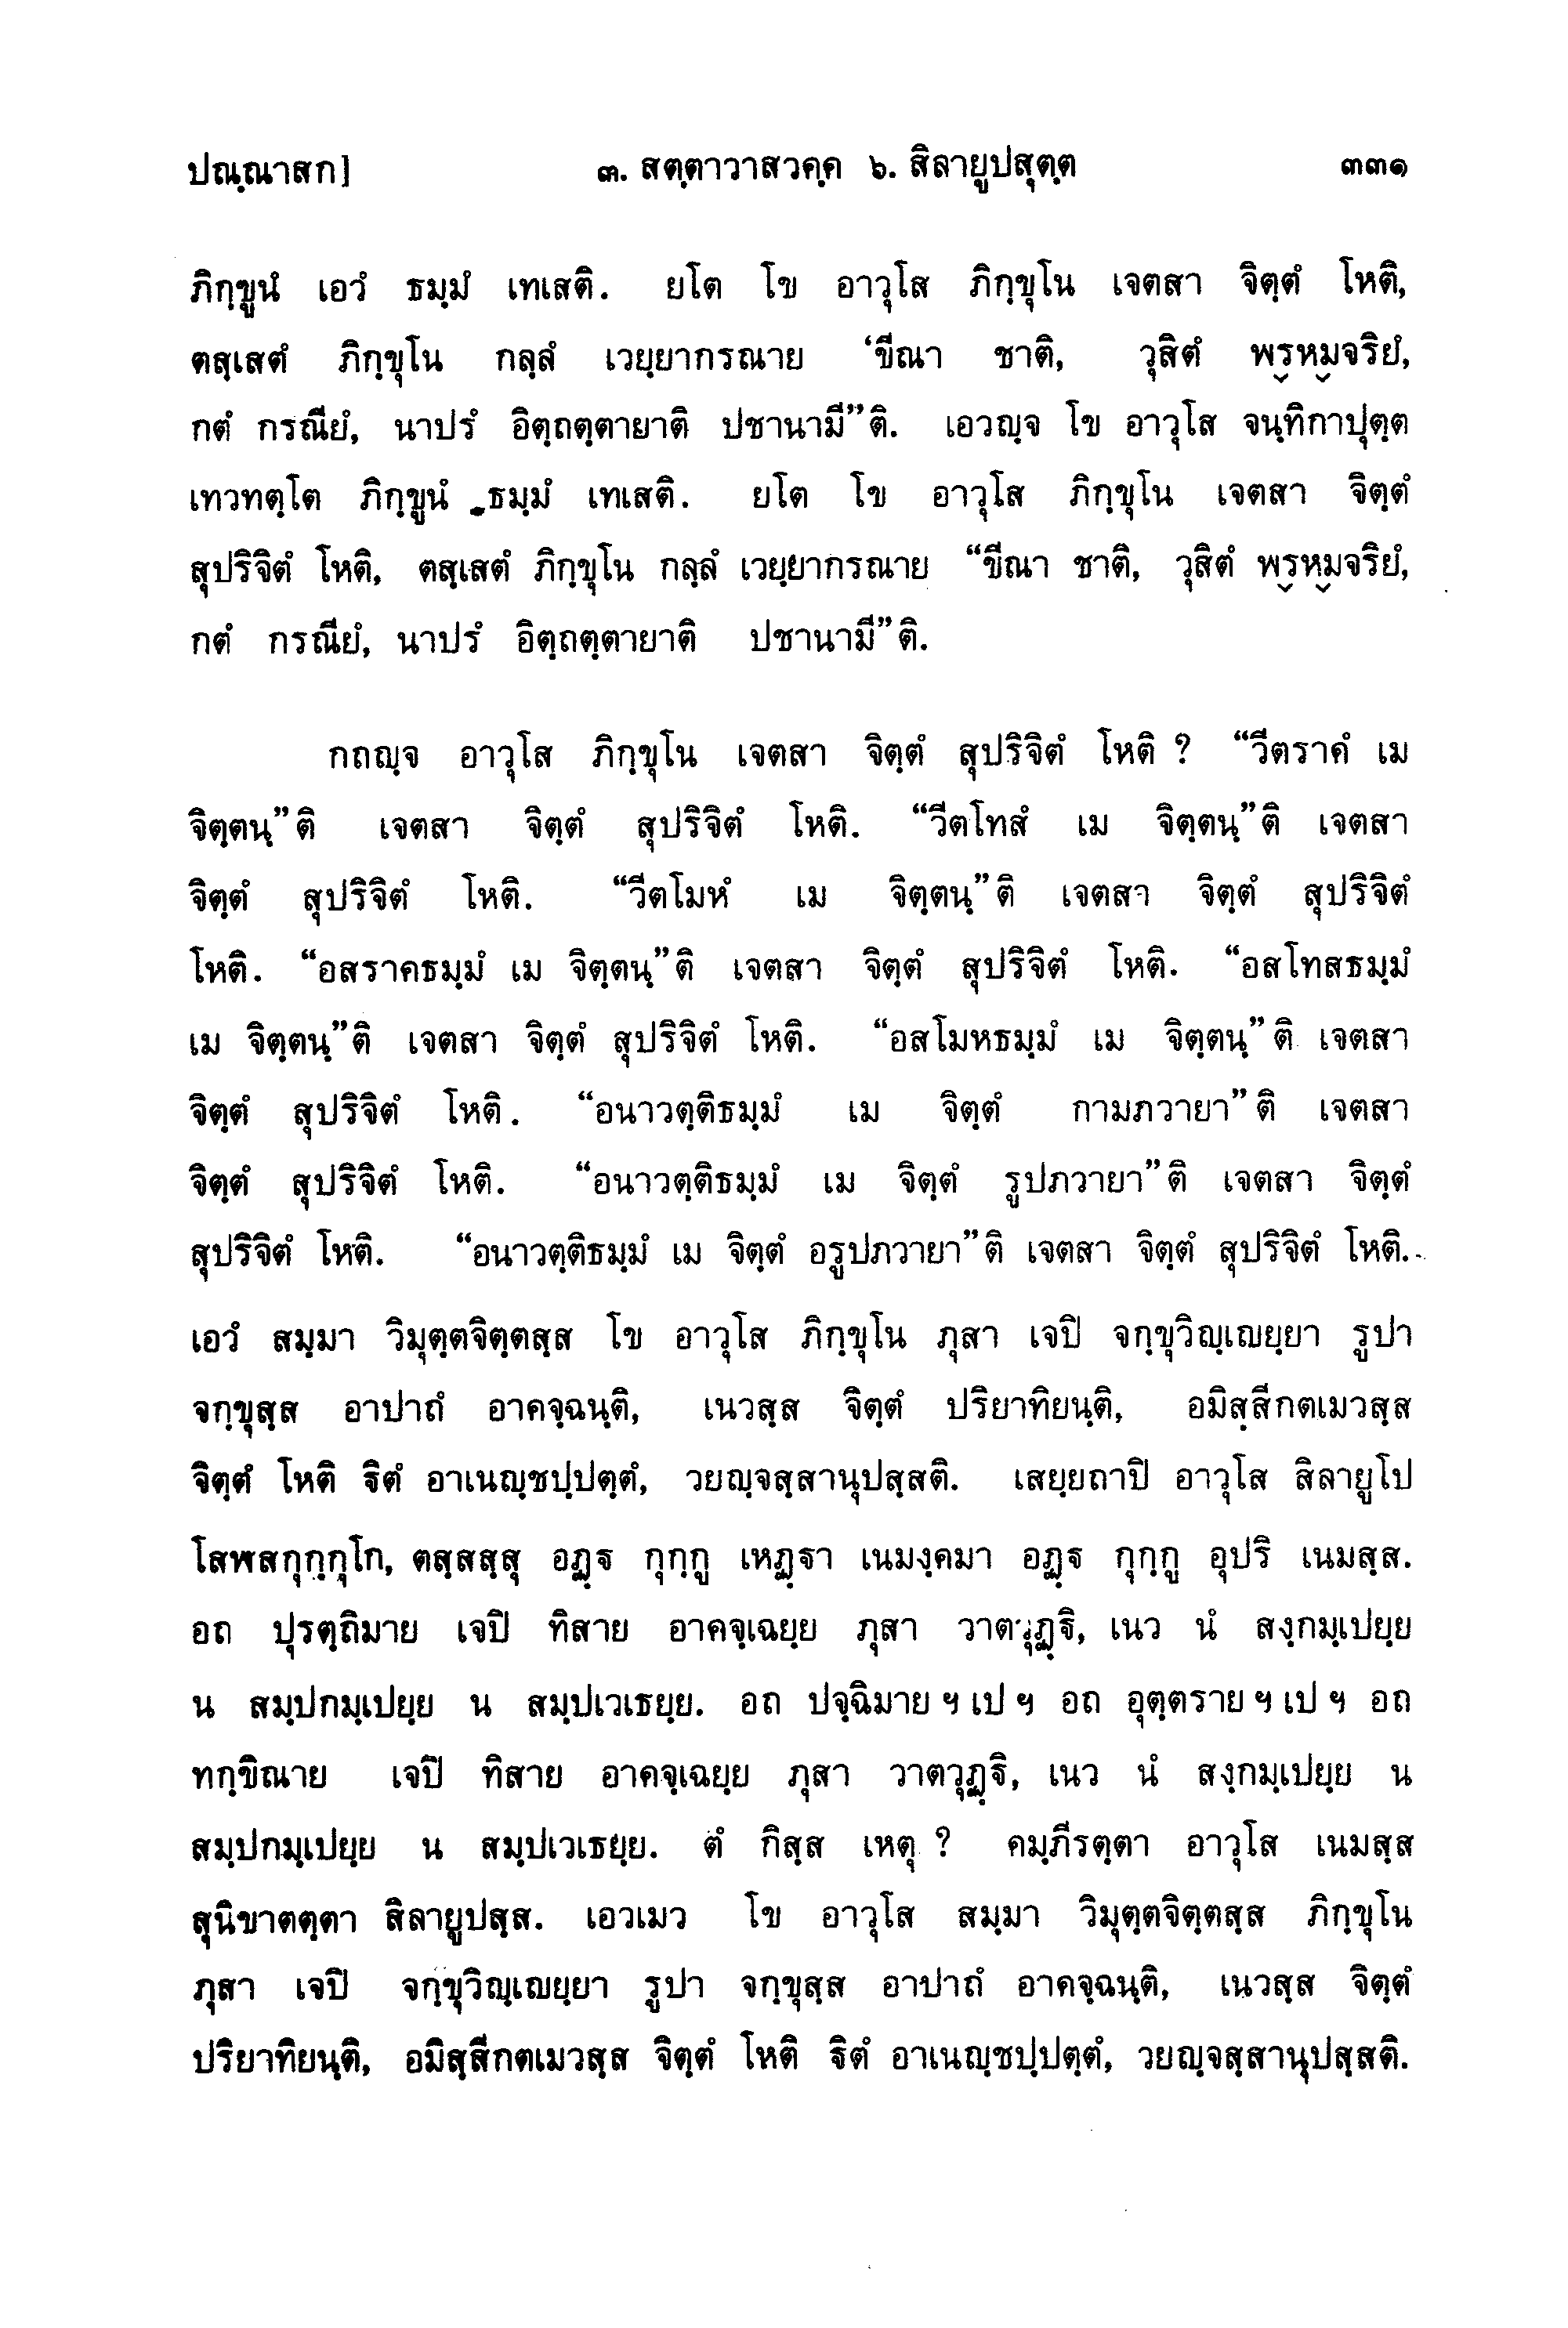 ปณฺณาสก]	๓. สตฺตาวาสวคฺค ๖. สิลายูปสุตฺต	๓๓๑
ภิกฺขูนํ เอวํ ธมฺมํ เทเสติ. ยโต โข อาวุโส ภิกฺขุโน เจตสา จิตฺตํ โหติ,
ตสฺเสตํ ภิกฺขุโน กลฺลํ เวยฺยากรณาย ‘ขีณา ชาติ, วุสิตํ พฺรหฺมจริยํ,
กตํ กรณียํ, นาปรํ อิตฺถตฺตายาติ ปชานามี”ติ. เอวญฺจ โข อาวุโส จนฺทิกาปุตฺต
เทวทตฺโต ภิกฺขูนํ ธมฺมํ เทเสติ. ยโต โข อาวุโส ภิกฺขุโน เจตสา จิตฺตํ
สุปริจิตํ โหติ, ตสฺเสตํ ภิกฺขุโน กลฺลํ เวยฺยากรณาย “ขีณา ชาติ, วุสิตํ พฺรหฺมจริยํ,
กตํ กรณียํ, นาปรํ อิตฺถตฺตายาติ ปชานามี”ติ.
กถญฺจ อาวุโส ภิกฺขุโน เจตสา จิตฺตํ สุปริจิตํ โหติ ? “วีตราคํ เม
จิตฺตนฺ”ติ เจตสา จิตฺตํ สุปริจิตํ โหติ. “วีตโทสํ เม จิตฺตนฺ”ติ เจตสา
จิตฺตํ สุปริจิตํ โหติ. “วีตโมหํ เม จิตฺตนฺ”ติ เจตสา จิตฺตํ สุปริจิตํ
โหติ. “อสราคธมฺมํ เม จิตฺตนฺ”ติ เจตสา จิตฺตํ สุปริจิตํ โหติ. “อสโทสธมฺมํ
เม จิตฺตนฺ”ติ เจตสา จิตฺตํ สุปริจิตํ โหติ. “อสโมหธมฺมํ เม จิตฺตนฺ”ติ เจตสา
จิตฺตํ สุปริจิตํ โหติ. “อนาวตฺติธมฺมํ เม จิตฺตํ กามภวายา”ติ เจตสา
จิตฺตํ สุปริจิตํ โหติ. “อนาวตฺติธมฺมํ เม จิตฺตํ รูปภวายา”ติ เจตสา จิตฺตํ
สุปริจิตํ โหติ. “อนาวตฺติธมฺมํ เม จิตฺตํ อรูปภวายา”ติ เจตสา จิตฺตํ สุปริจิตํ โหติ.
เอวํ สมฺมา วิมุตฺตจิตฺตสฺส โข อาวุโส ภิกฺขุโน ภุสา เจปิ จกฺขุวิญฺเญยฺยา รูปา
จกฺขุสฺส อาปาถํ อาคจฺฉนฺติ, เนวสฺส จิตฺตํ ปริยาทิยนฺติ, อมิสฺสีกตเมวสฺส
จิตฺตํ โหติ ฐิตํ อาเนญฺชปฺปตฺตํ, วยญฺจสฺสานุปสฺสติ. เสยฺยถาปิ อาวุโส สิลายูโป
โสฬสกุกฺกุโก, ตสฺสสฺสุ อฏฺฐ กุกฺกู เหฏฺฐา เนมงฺคมา อฏฺฐ กุกฺกู อุปริ เนมสฺส.
อถ ปุรตฺถิมาย เจปิ ทิสาย อาคจฺเฉยฺย ภุสา วาตวุฏฺฐิ, เนว นํ สงฺกมฺเปยฺย
น สมฺปกมฺเปยฺย น สมฺปเวเธยฺย. อถ ปจฺฉิมาย ฯ เป ฯ อถ อุตฺตราย ฯ เป ฯ อถ
ทกฺขิณาย เจปิ ทิสาย อาคจฺเฉยฺย ภุสา วาตวุฏฺฐิ, เนว นํ สงฺกมฺเปยฺย น
สมฺปกมฺเปยฺย น สมฺปเวเธยฺย. ตํ กิสฺส เหตุ ? คมฺภีรตฺตา อาวุโส เนมสฺส
สุนิขาตตฺตา สิลายูปสฺส. เอวเมว โข อาวุโส สมฺมา วิมุตฺตจิตฺตสฺส ภิกฺขุโน
ภุสา เจปิ จกฺขุวิญฺเญยฺยา รูปา จกฺขุสฺส อาปาถํ อาคจฺฉนฺติ, เนวสฺส จิตฺตํ
ปริยาทิยนฺติ, อมิสฺสีกตเมวสฺส จิตฺตํ โหติ ฐิตํ อาเนญฺชปฺปตฺตํ, วยญฺจสฺสานุปสฺสติ.